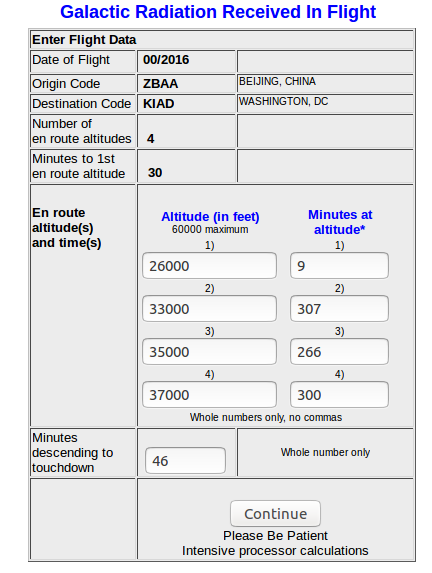 Galactic Radiation Received In Flight
Enter Flight Data
Date of Flight 00/2016
Origin Code ZBAA BEIJING, CHINA
Destination Code KIAD WASHINGTON, DC
Number of
en route altitudes 4
Minutes to 1st
en route altitude 30
En route
altitude(s)
and time(s)
Altitude (in feet)
60000 maximum
Minutes at
altitude*
1) 1)
26000 9
2) 2)
33000 307
3) 3)
35000 266
4) 4)
37000 300
Whole numbers only, no commas
Minutes
descending to
touchdown
46
Whole number only
Continue
Please Be Patient
Intensive processor calculations